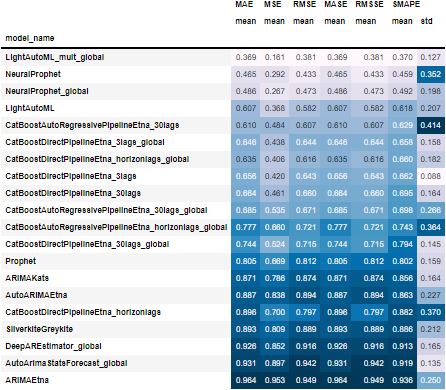 MAE MSE RMSE MASE RMSSE SMAPE
mean mean mean mean mean mean std
model_name
LightAutoML_mult_global 0.369 0.161 0.381 0.369 0.381 0.370 0.127
NeuralProphet 0.465 0.292 0.433 0.465 0.433 0.459 0.352
NeuralProphet_global 0.486 0.267 0.473 0.486 0.473 0.492 0.198
LightAutoML 0.607 0.368 0.582 0.607 0.582 0.618 0.207
CatBoostAutoRegressivePipelineEtna_30lags 0.610 0.484 0.607 0.610 0.607 0.629 0.414
CatBoostDirectPipelineEtna_3lags_global 0.646 0.438 0.644 0.646 0.644 0.658 0.158
CatBoostDirectPipelineEtna_horizonlags_global 0.635 0.406 0.616 0.635 0.616 0.660 0.182
CatBoostDirectPipelineEtna_3lags 0.656 0.420 0.643 0.656 0.643 0.662 0.088
CatBoostDirectPipelineEtna_30lags 0.664 0.461 0.660 0.664 0.660 0.695 0.164
CatBoostAutoRegressivePipelineEtna_30lags_global 0.685 0.535 0.671 0.685 0.671 0.698 0.266
CatBoostAutoRegressivePipelineEtna_horizonlags_global 0.777 0.660 0.721 0.777 0.721 0.743 0.364
CatBoostDirectPipelineEtna_30lags_global 0.744 0.524 0.715 0.744 0.715 0.794 0.145
Prophet 0.805 0.669 0.812 0.805 0.812 0.802 0.159
ARIMAKats 0.871 0.786 0.874 0.871 0.874 0.856 0.164
AutoARIMAEtna 0.887 0.838 0.894 0.887 0.894 0.863 0.227
CatBoostDirectPipelineEtna_horizonlags 0.896 0.700 0.797 0.896 0.797 0.882 0.370
SilverkiteGreykite 0.893 0.809 0.889 0.893 0.889 0.886 0.212
DeepAREstimator_global 0.926 0.852 0.916 0.926 0.916 0.913 0.165
AutoArimaStatsForecast_global 0.931 0.897 0.942 0.931 0.942 0.919 0.135
ARIMAEtna 0.964 0.953 0.949 0.964 0.949 0.936 0.250